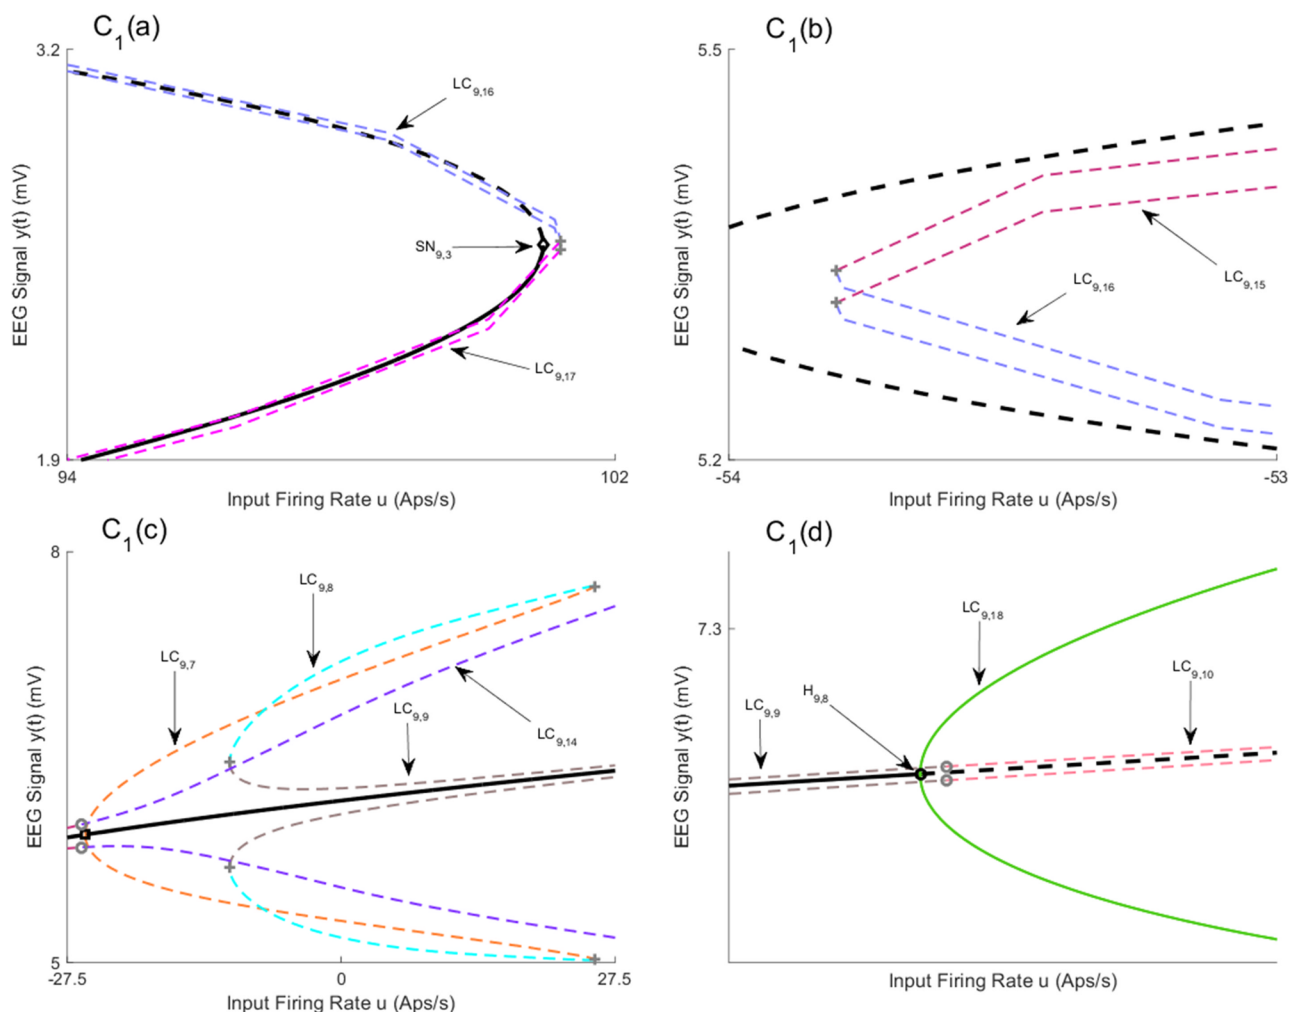 C1(a)
3.2
LC9,16
SN9,3
LC9,17
EEG Signal y(t) (mV)
1.9
94
102
Input Firing Rate u (Aps/s)
C1(b)
5.5
LC9,16
LC9,15
EEG Signal y(t) (mV)
5.2
-54
-53
Input Firing Rate u (Aps/s)
C1(c)
8
LC9,8
LC9,7
LC9,9
LC9,14
EEG Signal y(t) (mV)
5
-27.5
0
27.5
Input Firing Rate u (Aps/s)
C1(d)
7.3
LC9,18
LC9,10
H9,8
LC9,9
EEG Signal y(t) (mV)
Input Firing Rate u (Aps/s)